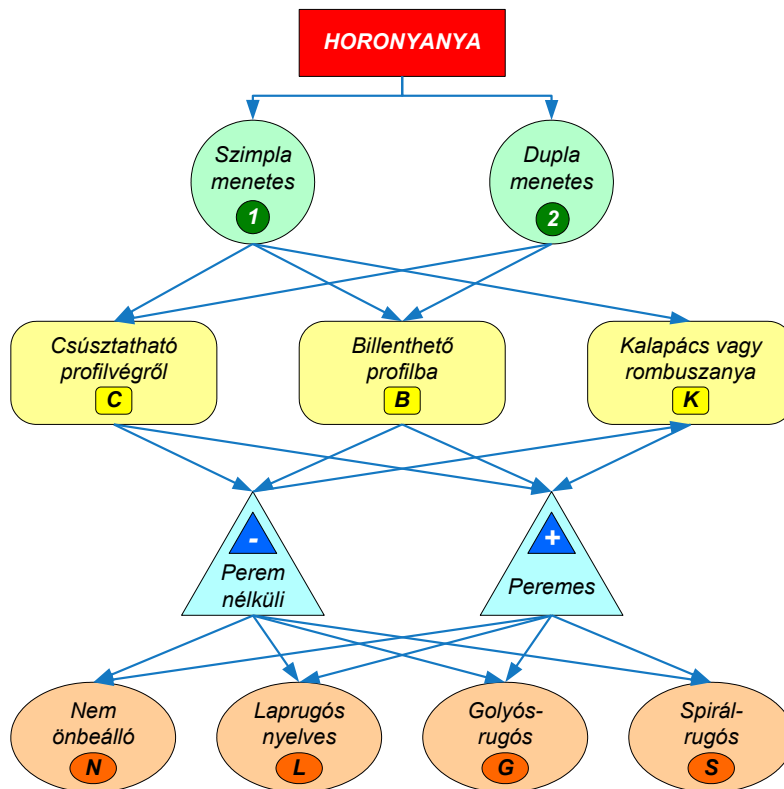 HORONYANYA
Szimpla
menetes
1
Dupla
menetes
2
Csúsztatható
profilvégről
C
Billenthető
profilba
B
Kalapács vagy
rombuszanya
K
-
Perem
nélküli
+
Peremes
Nem
önbeálló
N
Laprugós
nyelves
L
Golyós-
rugós
G
Spirál-
rugós
S